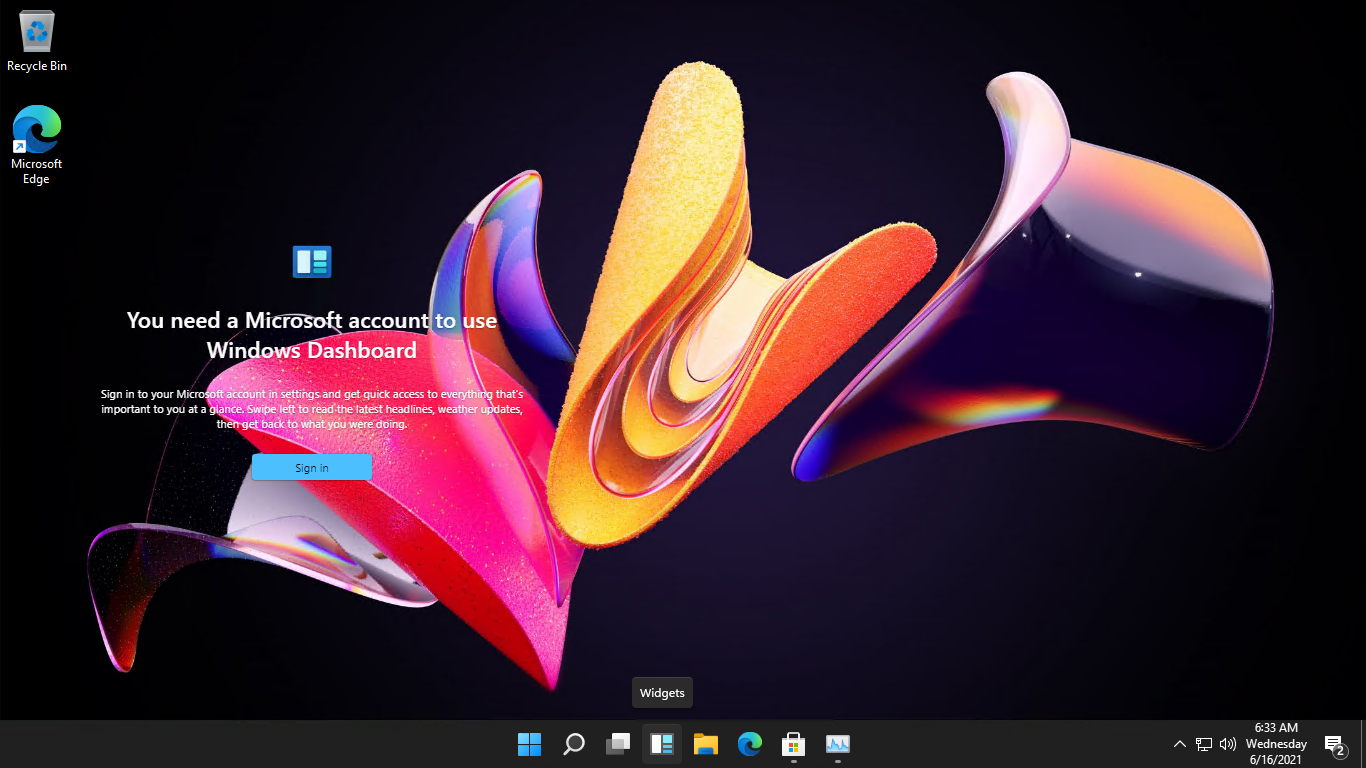 Recycle Bin
Microsoft
Edge
You need a Microsoft account to use
Windows Dashboard
Sign in to your Microsoft account in settings and get quick access to everything that's
important to you at a glance. Swipe left to read the latest headlines, weather updates,
then get back to what you were doing.
Sign in
Widgets
6:33 AM
Wednesday
6/16/2021
2